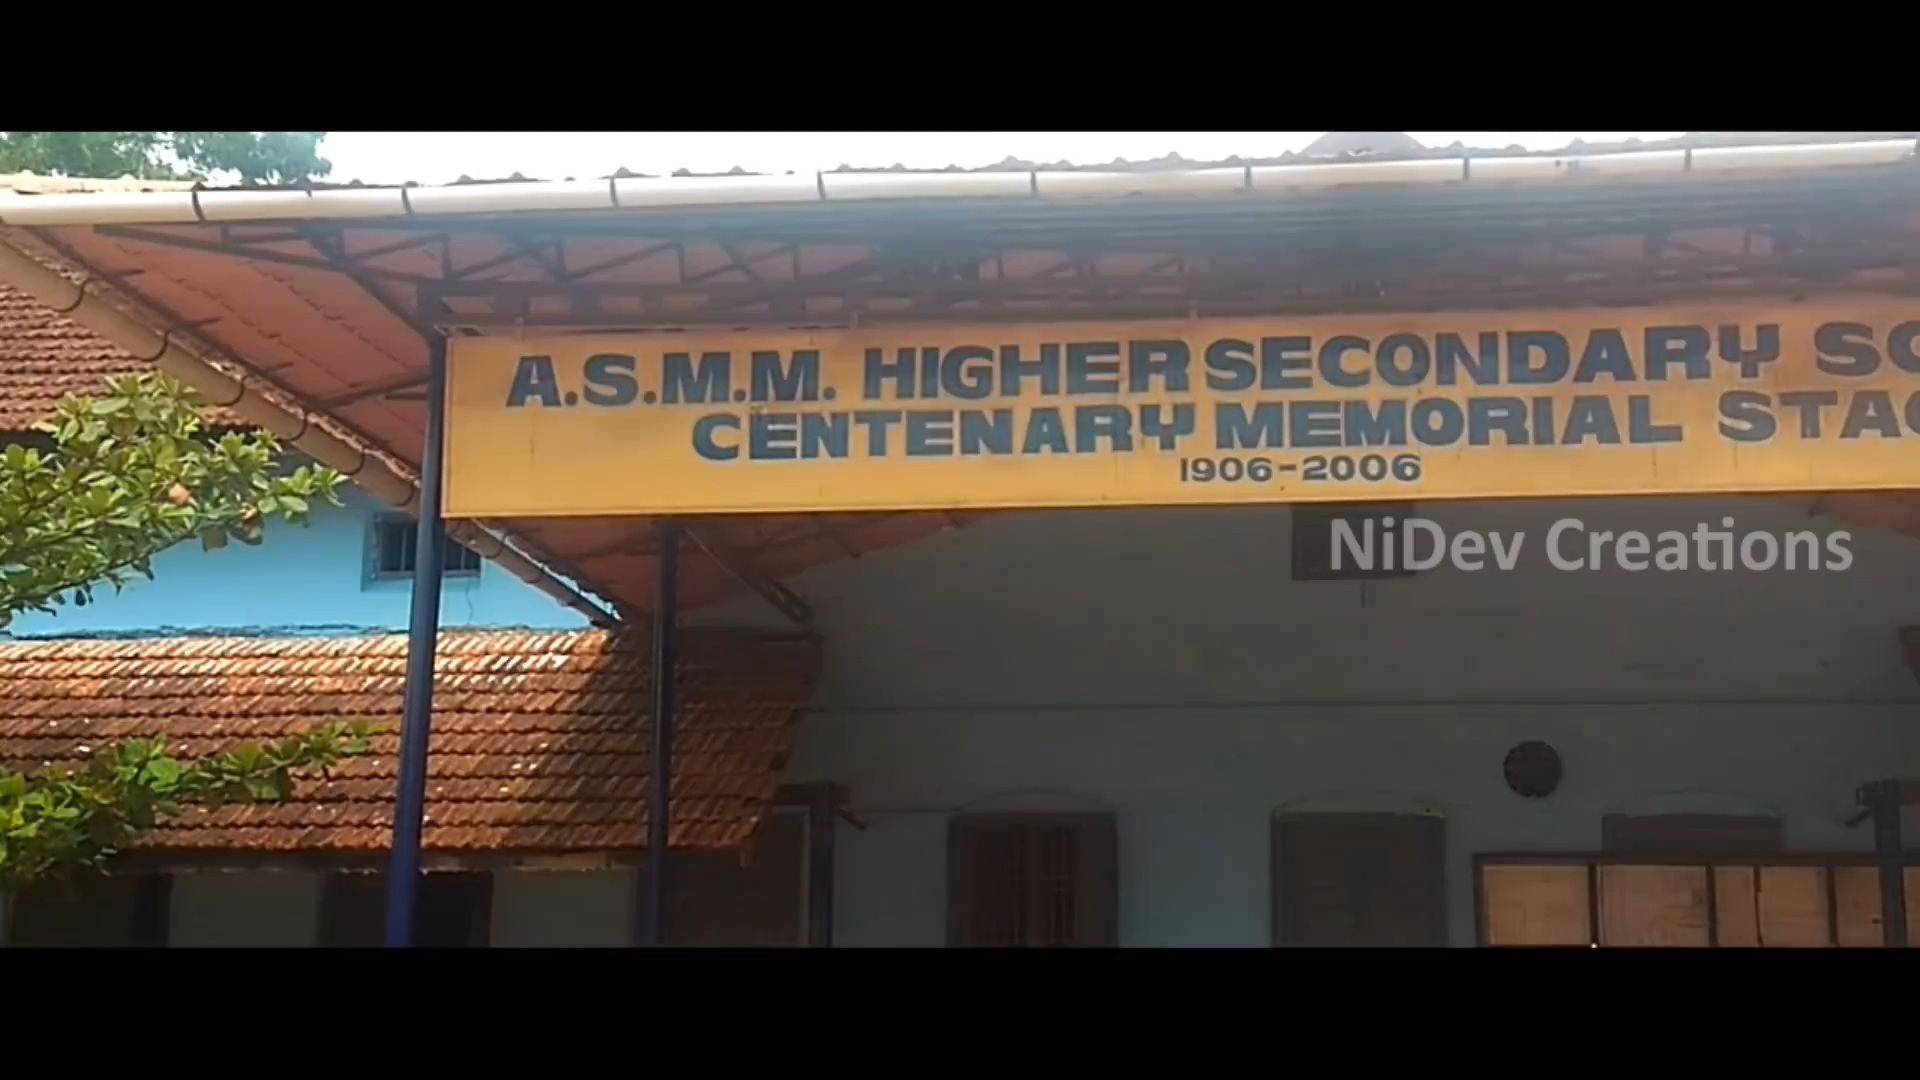 A.S.M.M. HIGHER SECONDARY
CENTENARY MEMORIAL
1906-2006
NiDev Creations